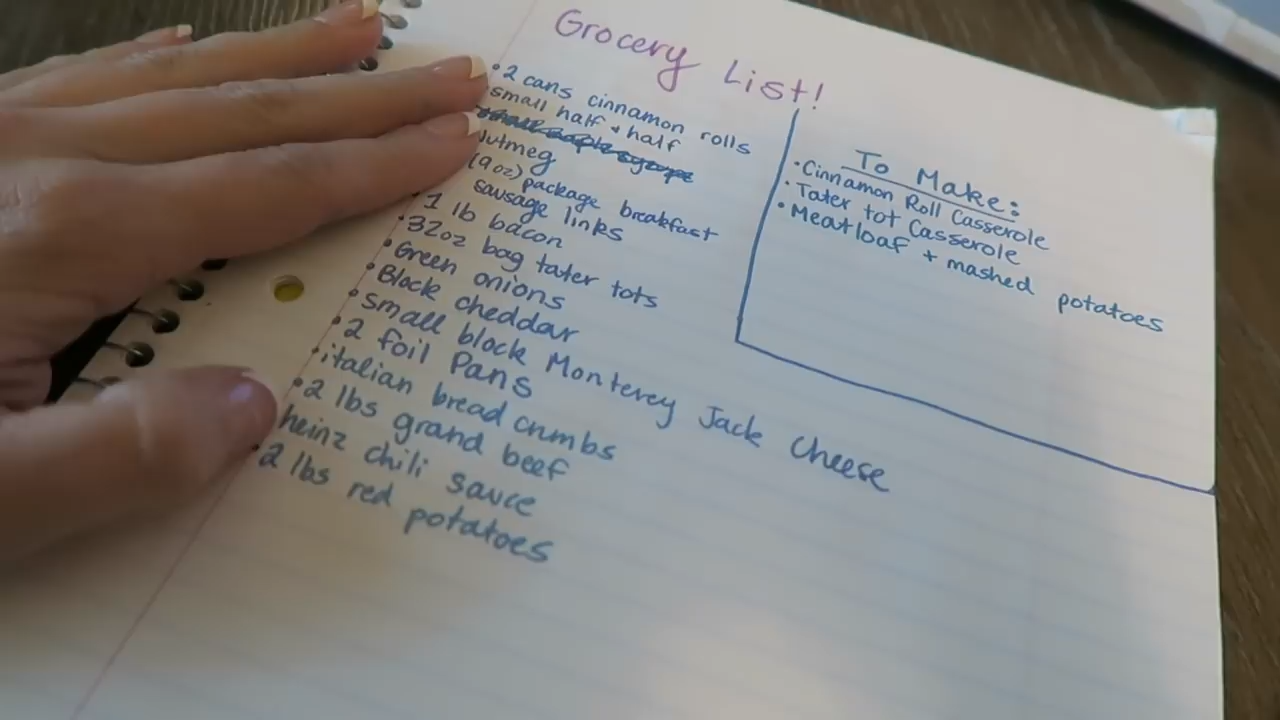 Grocery List!
• 2 cans cinnamon rolls
small half + half
Nutmeg
(9oz) package breakfast
sausage links
• 1 lb bacon
• 32oz bag tater tots
• Green onions
• Block cheddar
• small block Monterey Jack Cheese
• 2 foil Pans
• italian bread crumbs
• 2 lbs grand beef
heinz chili sauce
• 2 lbs red potatoes
To Make:
• Cinnamon Roll Casserole
• Tater tot Casserole
• Meatloaf + mashed potatoes